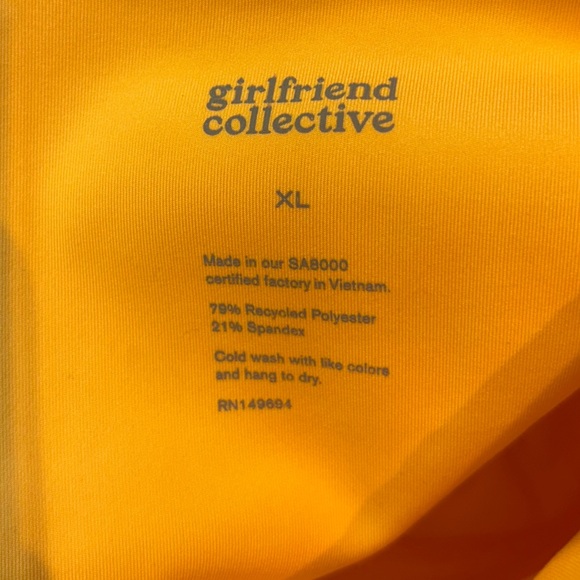 girlfriend
collective
XL
Made in our SA8000
certified factory in Vietnam.
79% Recycled Polyester
21% Spandex
Cold wash with like colors
and hang to dry.
RN149694